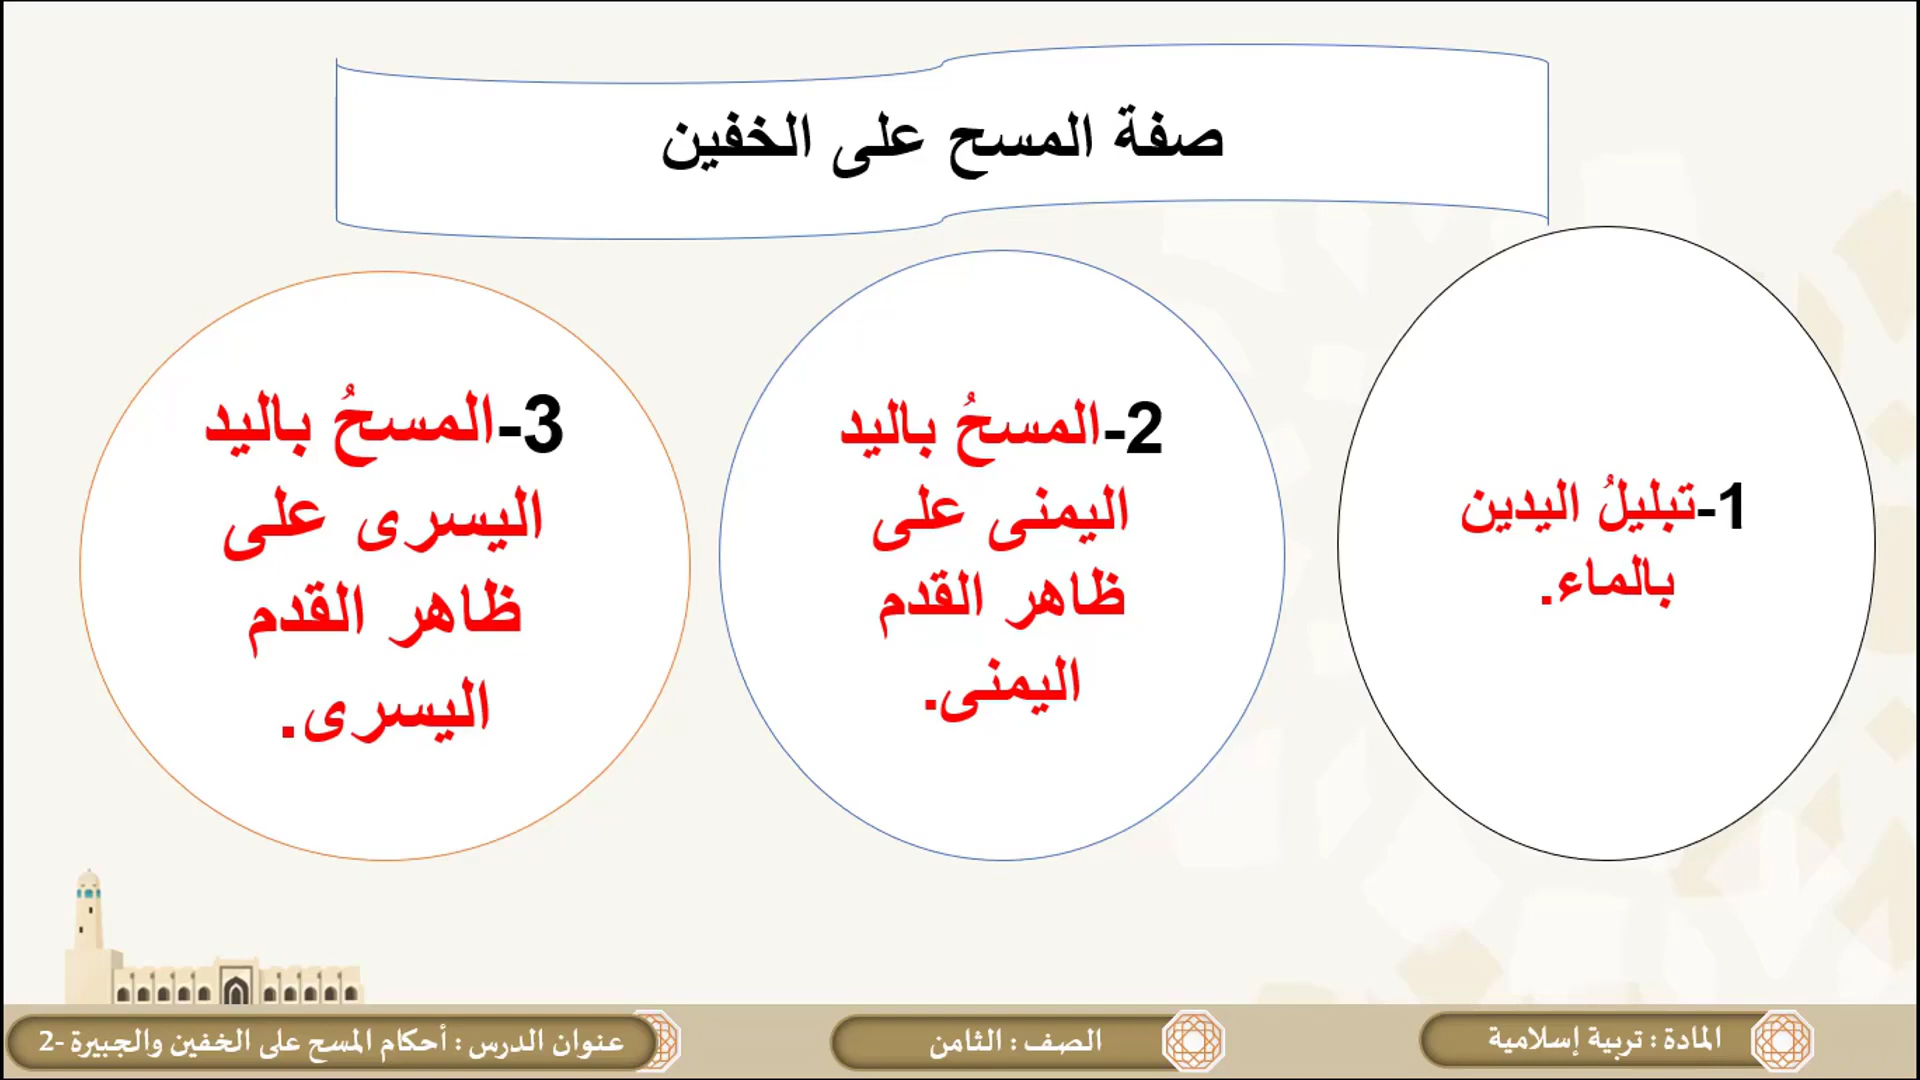 صفة المسح على الخفين
1-تبليلُ اليدين
بالماء.
2-المسحُ باليد
اليمنى على
ظاهر القدم
اليمنى.
3-المسحُ باليد
اليسرى على
ظاهر القدم
اليسرى.
المادة : تربية إسلامية
الصف : الثامن
عنوان الدرس : أحكام المسح على الخفين والجبيرة -2